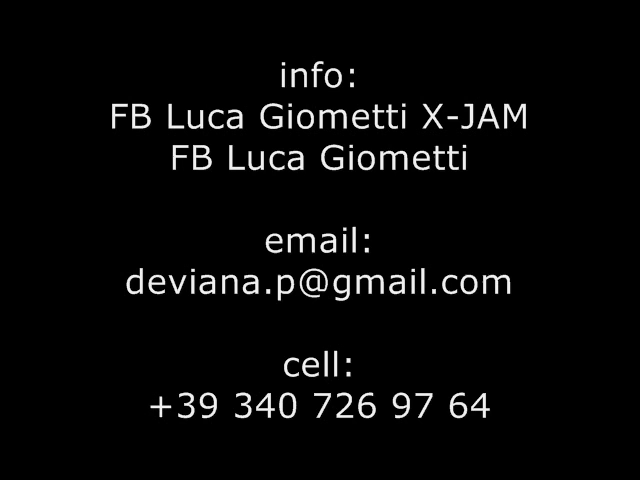 info:
FB Luca Giometti X-JAM
FB Luca Giometti
email:
deviana.p@gmail.com
cell:
+39 340 726 97 64